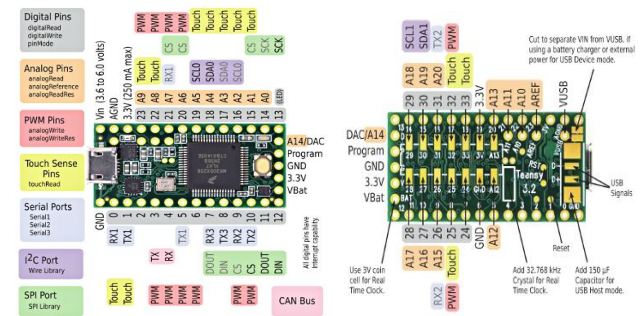 Digital Pins
digitalRead
digitalWrite
pinMode
Analog Pins
analogRead
analogReference
analogReadRes
PWM Pins
analogWrite
analogWriteRes
Touch Sense
Pins
touchRead
Serial Ports
Serial1
Serial2
Serial3
I²C Port
Wire Library
SPI Port
SPI Library
Vin (3.6 to 6.0 volts)
AGND
3.3V (250 mA max)
Touch Touch
PWM PWM PWM PWM
CS CS
RX1
SCL0 SDA0 SDA0 SCL0
Touch Touch Touch Touch
CS SCK SCK
A9 A8 A7 A6 A5 A4 A3 A2 A1 A0 (LED)
23 22 21 20 19 18 17 16 15 14 13
A14/DAC
Program
GND
3.3V
VBat
GND 0 1 2 3 4 5 6 7 8 9 10 11 12
RX1 TX1 TX1 RX3 TX3 RX2 TX2
TX RX
DOUT DIN CS CS DOUT DIN
Touch Touch
PWM PWM PWM PWM PWM PWM
All digital pins have
Interrupt capability.
CAN Bus
SCL1 SDA1 TX2 PWM
A18 A19 A20 Touch Touch
29 30 31 32 33 3.3V A13 A11 A10 AREF VUSB
Cut to separate VIN from VUSB, if
using a battery charger or external
power for USB Device mode.
DAC/A14
Program
GND
3.3V
VBat
Teensy
3.2
USB
Signals
Reset
28 27 26 25 24 GND A12
A17 A16 A15 Touch
RX2 PWM
Use 3V coin
cell for Real
Time Clock.
Add 32.768 kHz
Crystal for Real
Time Clock.
Add 150 µF
Capacitor for
USB Host mode.